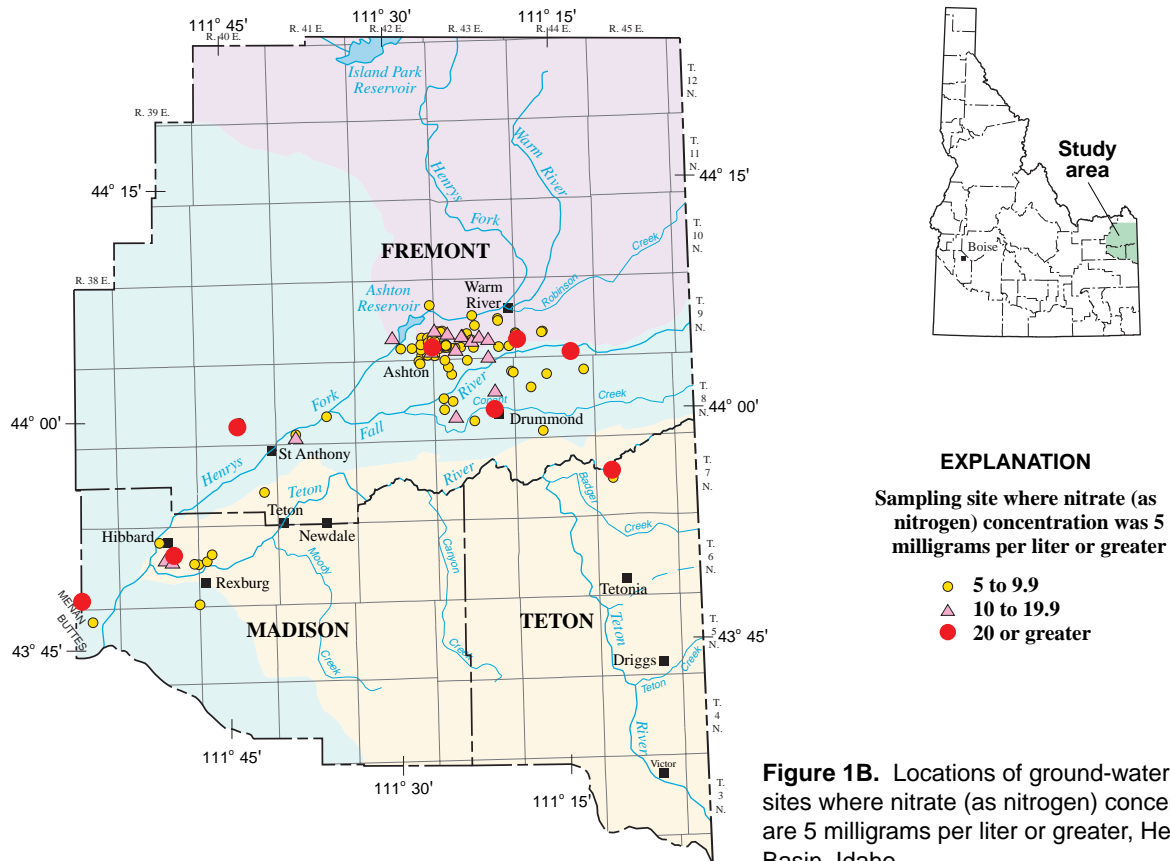 111° 45'
111° 30'
111° 15'
R. 40 E.
R. 41 E.
R. 42 E.
R. 43 E.
R. 44 E.
R. 45 E.
Island Park
Reservoir
T.
12
N.
R. 39 E.
Warm
River
T.
11
N.
Henrys
Fork
44° 15'
44° 15'
T.
10
N.
FREMONT
Creek
Robinson
R. 38 E.
Ashton
Reservoir
Warm
River
T.
9
N.
Ashton
River
Conant
Creek
T.
8
N.
44° 00'
44° 00'
Fork
Fall
Drummond
St Anthony
Henrys
River
T.
7
N.
Teton
Badger
Teton
Newdale
Hibbard
Creek
Moody
Canyon
T.
6
N.
Rexburg
Tetonia
MENAN
BUTTES
MADISON
TETON
Teton
T.
5
N.
43° 45'
43° 45'
Creek
Creek
Driggs
Creek
Teton
T.
4
N.
River
111° 45'
111° 30'
111° 15'
Victor
T.
3
N.
Study
area
Boise
EXPLANATION
Sampling site where nitrate (as
nitrogen) concentration was 5
milligrams per liter or greater
5 to 9.9
10 to 19.9
20 or greater
Figure 1B. Locations of ground-water
sites where nitrate (as nitrogen) conce
are 5 milligrams per liter or greater, He
Basin, Idaho